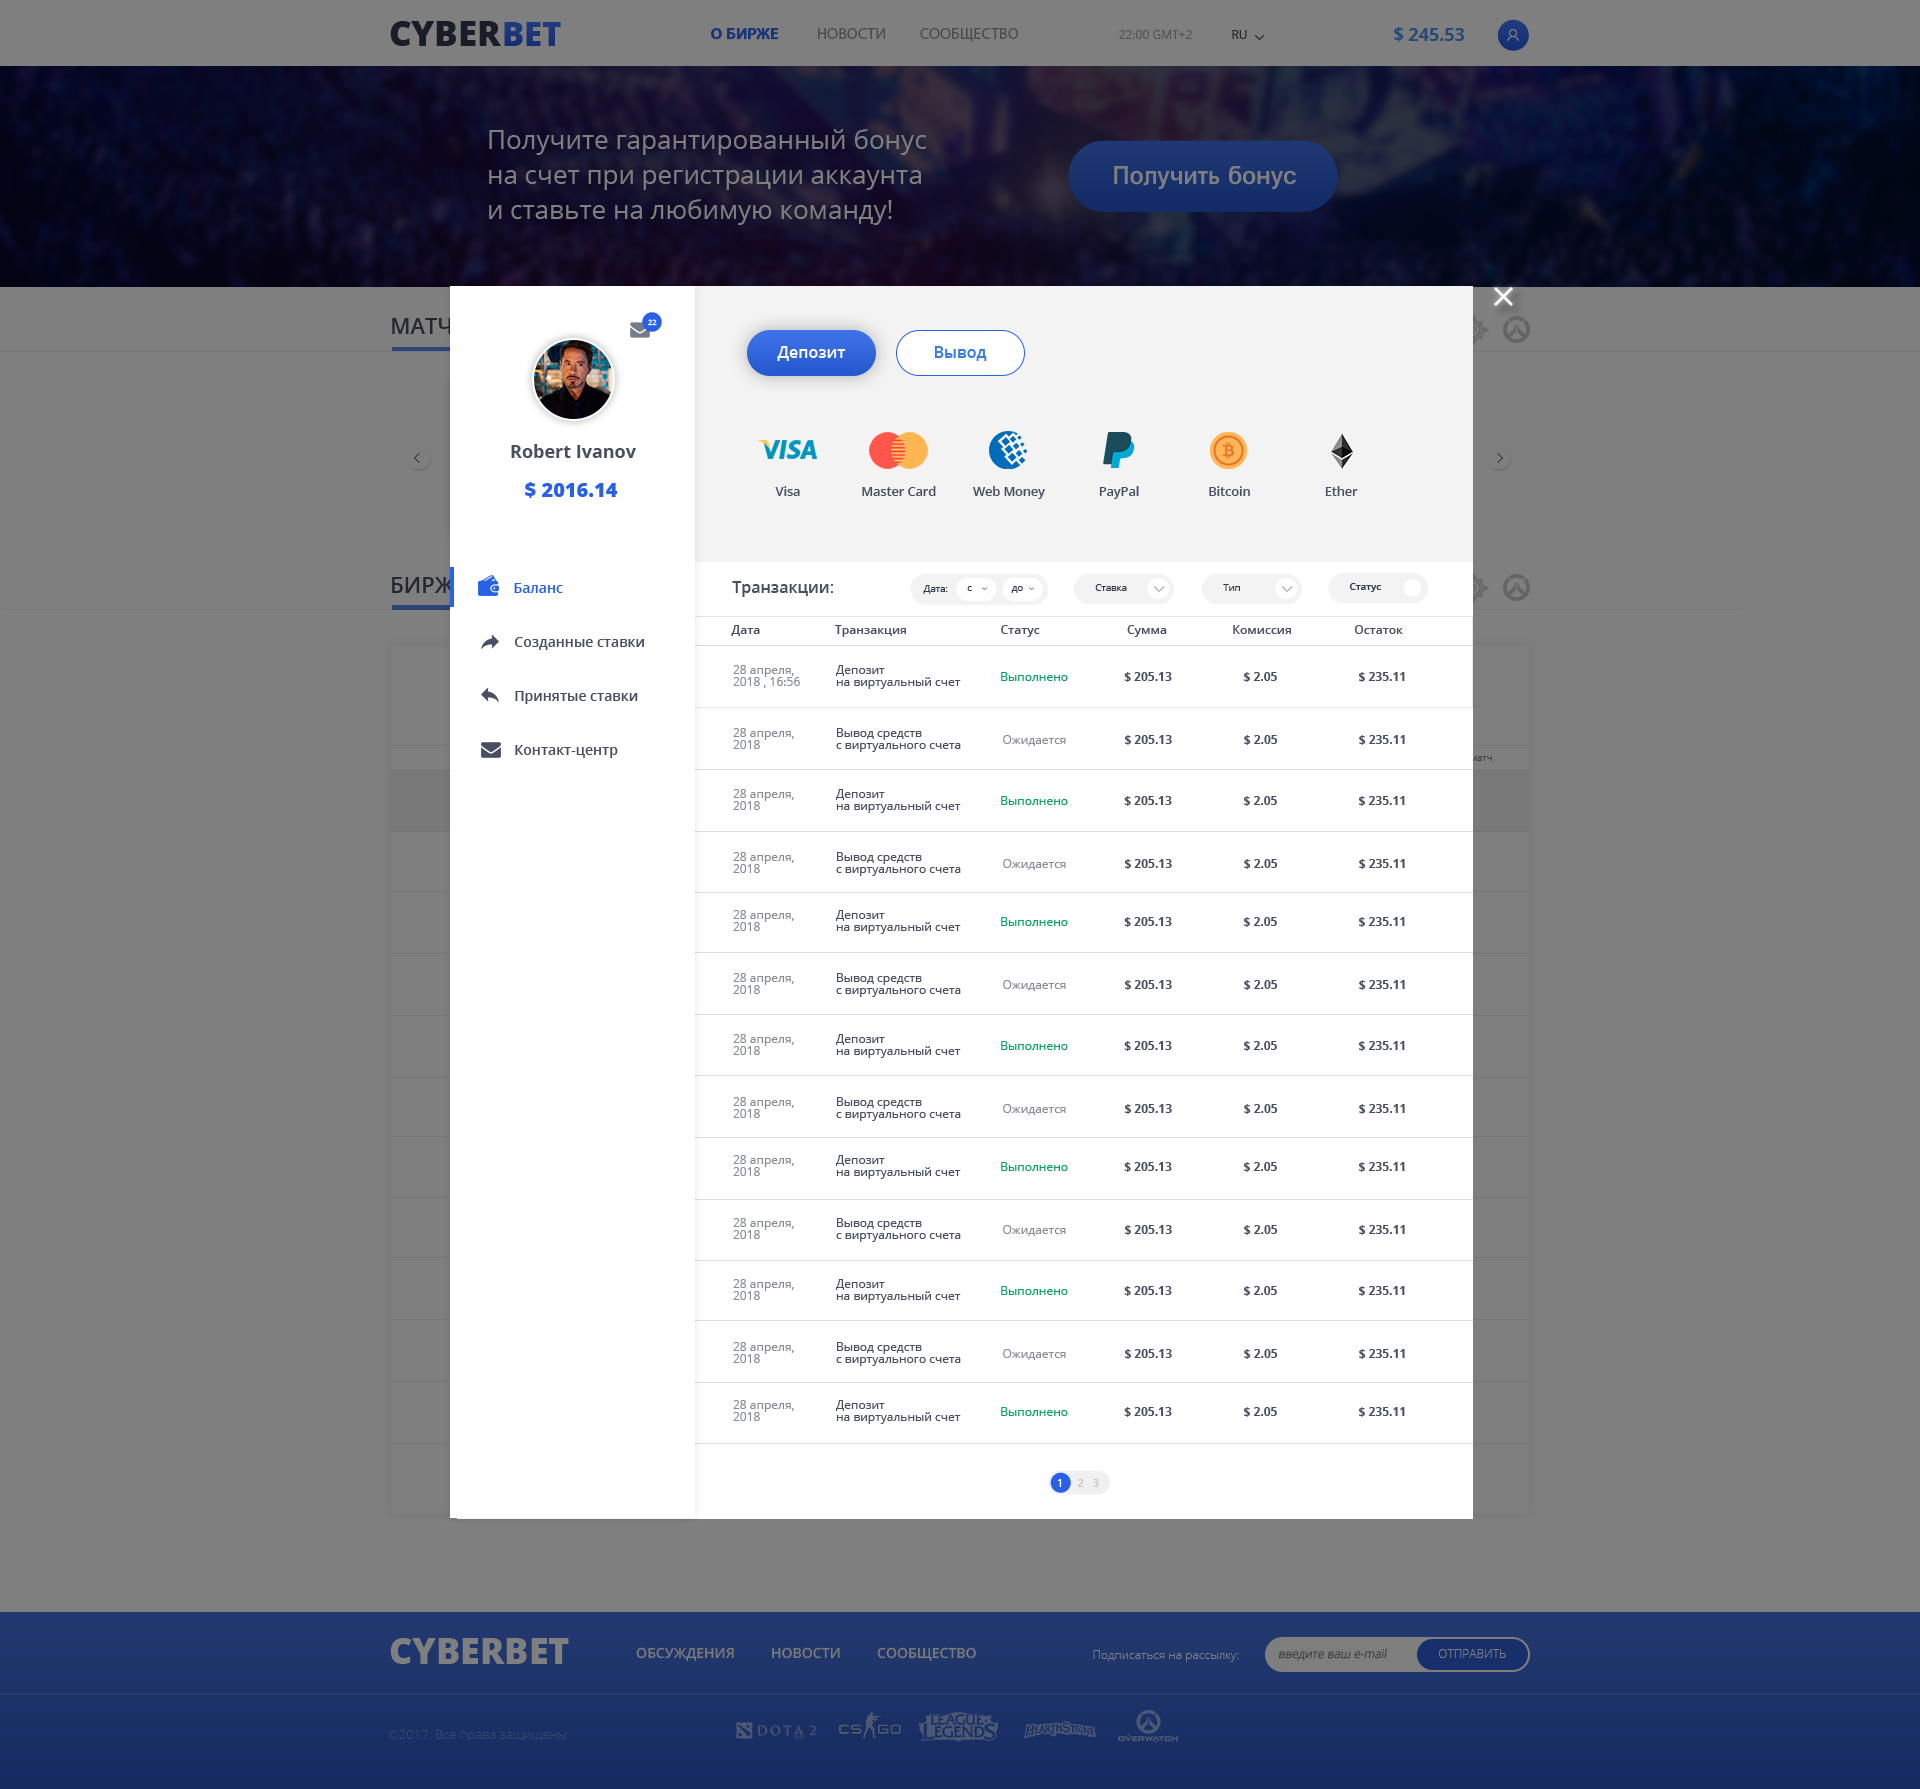 CYBERBET
О БИРЖЕ
НОВОСТИ
СООБЩЕСТВО
22:00 GMT+2
RU
$ 245.53
Получите гарантированный бонус
на счет при регистрации аккаунта
и ставьте на любимую команду!
Получить бонус
МАТЧ
22
Robert Ivanov
$ 2016.14
Баланс
Созданные ставки
Принятые ставки
Контакт-центр
Депозит
Вывод
VISA
Visa
Master Card
Web Money
PayPal
Bitcoin
Ether
БИРЖ
Транзакции:
Дата:
с
до
Ставка
Тип
Статус
Дата
Транзакция
Статус
Сумма
Комиссия
Остаток
28 апреля,
2018 , 16:56
Депозит
на виртуальный счет
Выполнено
$ 205.13
$ 2.05
$ 235.11
28 апреля,
2018
Вывод средств
с виртуального счета
Ожидается
$ 205.13
$ 2.05
$ 235.11
матч
28 апреля,
2018
Депозит
на виртуальный счет
Выполнено
$ 205.13
$ 2.05
$ 235.11
28 апреля,
2018
Вывод средств
с виртуального счета
Ожидается
$ 205.13
$ 2.05
$ 235.11
28 апреля,
2018
Депозит
на виртуальный счет
Выполнено
$ 205.13
$ 2.05
$ 235.11
28 апреля,
2018
Вывод средств
с виртуального счета
Ожидается
$ 205.13
$ 2.05
$ 235.11
28 апреля,
2018
Депозит
на виртуальный счет
Выполнено
$ 205.13
$ 2.05
$ 235.11
28 апреля,
2018
Вывод средств
с виртуального счета
Ожидается
$ 205.13
$ 2.05
$ 235.11
28 апреля,
2018
Депозит
на виртуальный счет
Выполнено
$ 205.13
$ 2.05
$ 235.11
28 апреля,
2018
Вывод средств
с виртуального счета
Ожидается
$ 205.13
$ 2.05
$ 235.11
28 апреля,
2018
Депозит
на виртуальный счет
Выполнено
$ 205.13
$ 2.05
$ 235.11
28 апреля,
2018
Вывод средств
с виртуального счета
Ожидается
$ 205.13
$ 2.05
$ 235.11
28 апреля,
2018
Депозит
на виртуальный счет
Выполнено
$ 205.13
$ 2.05
$ 235.11
1 2 3
CYBERBET
ОБСУЖДЕНИЯ
НОВОСТИ
СООБЩЕСТВО
Подписаться на рассылку:
введите ваш e-mail
ОТПРАВИТЬ
©2017. Все права защищены
DOTA 2
CS GO
LEAGUE
LEGENDS
HEARTHSTONE
OVERWATCH